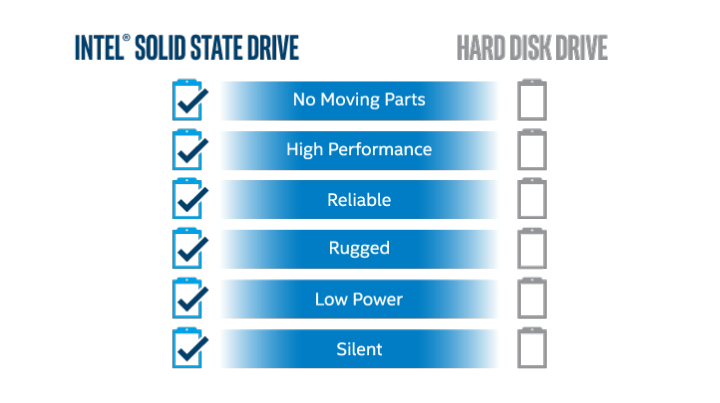 INTEL® SOLID STATE DRIVE
HARD DISK DRIVE
No Moving Parts
High Performance
Reliable
Rugged
Low Power
Silent